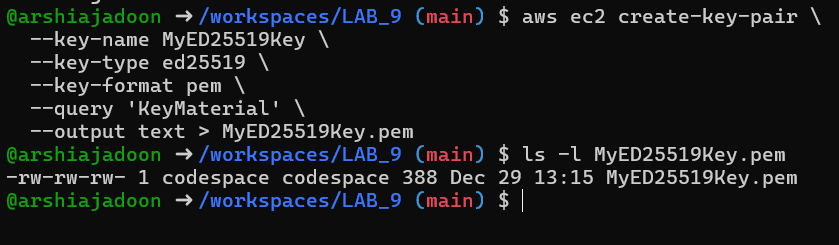 @arshiajadoon ➜ /workspaces/LAB_9 (main) $ aws ec2 create-key-pair \
--key-name MyED25519Key \
--key-type ed25519 \
--key-format pem \
--query 'KeyMaterial' \
--output text > MyED25519Key.pem
@arshiajadoon ➜ /workspaces/LAB_9 (main) $ ls -l MyED25519Key.pem
-rw-rw-rw- 1 codespace codespace 388 Dec 29 13:15 MyED25519Key.pem
@arshiajadoon ➜ /workspaces/LAB_9 (main) $